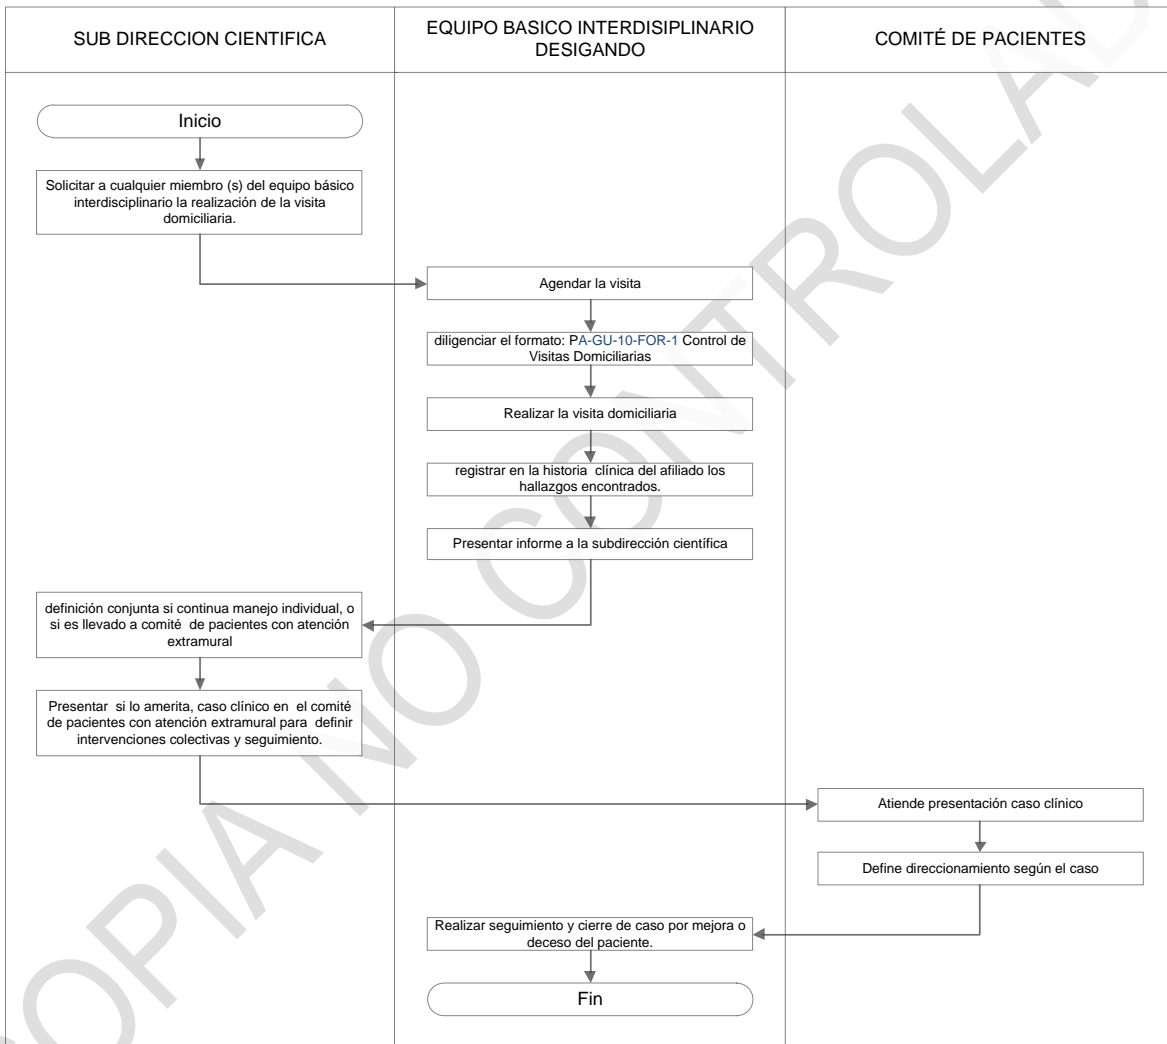 SUB DIRECCION CIENTIFICA
EQUIPO BASICO INTERDISIPLINARIO
DESIGANDO
COMITÉ DE PACIENTES
Inicio
Solicitar a cualquier miembro (s) del equipo básico
interdisciplinario la realización de la visita
domiciliaria.
Agendar la visita
diligenciar el formato: PA-GU-10-FOR-1 Control de
Visitas Domiciliarias
Realizar la visita domiciliaria
registrar en la historia clínica del afiliado los
hallazgos encontrados.
Presentar informe a la subdirección científica
definición conjunta si continua manejo individual, o
si es llevado a comité de pacientes con atención
extramural
Presentar si lo amerita, caso clínico en el comité
de pacientes con atención extramural para definir
intervenciones colectivas y seguimiento.
Atiende presentación caso clínico
Define direccionamiento según el caso
Realizar seguimiento y cierre de caso por mejora o
deceso del paciente.
Fin
COPIA NO CONTROLAD